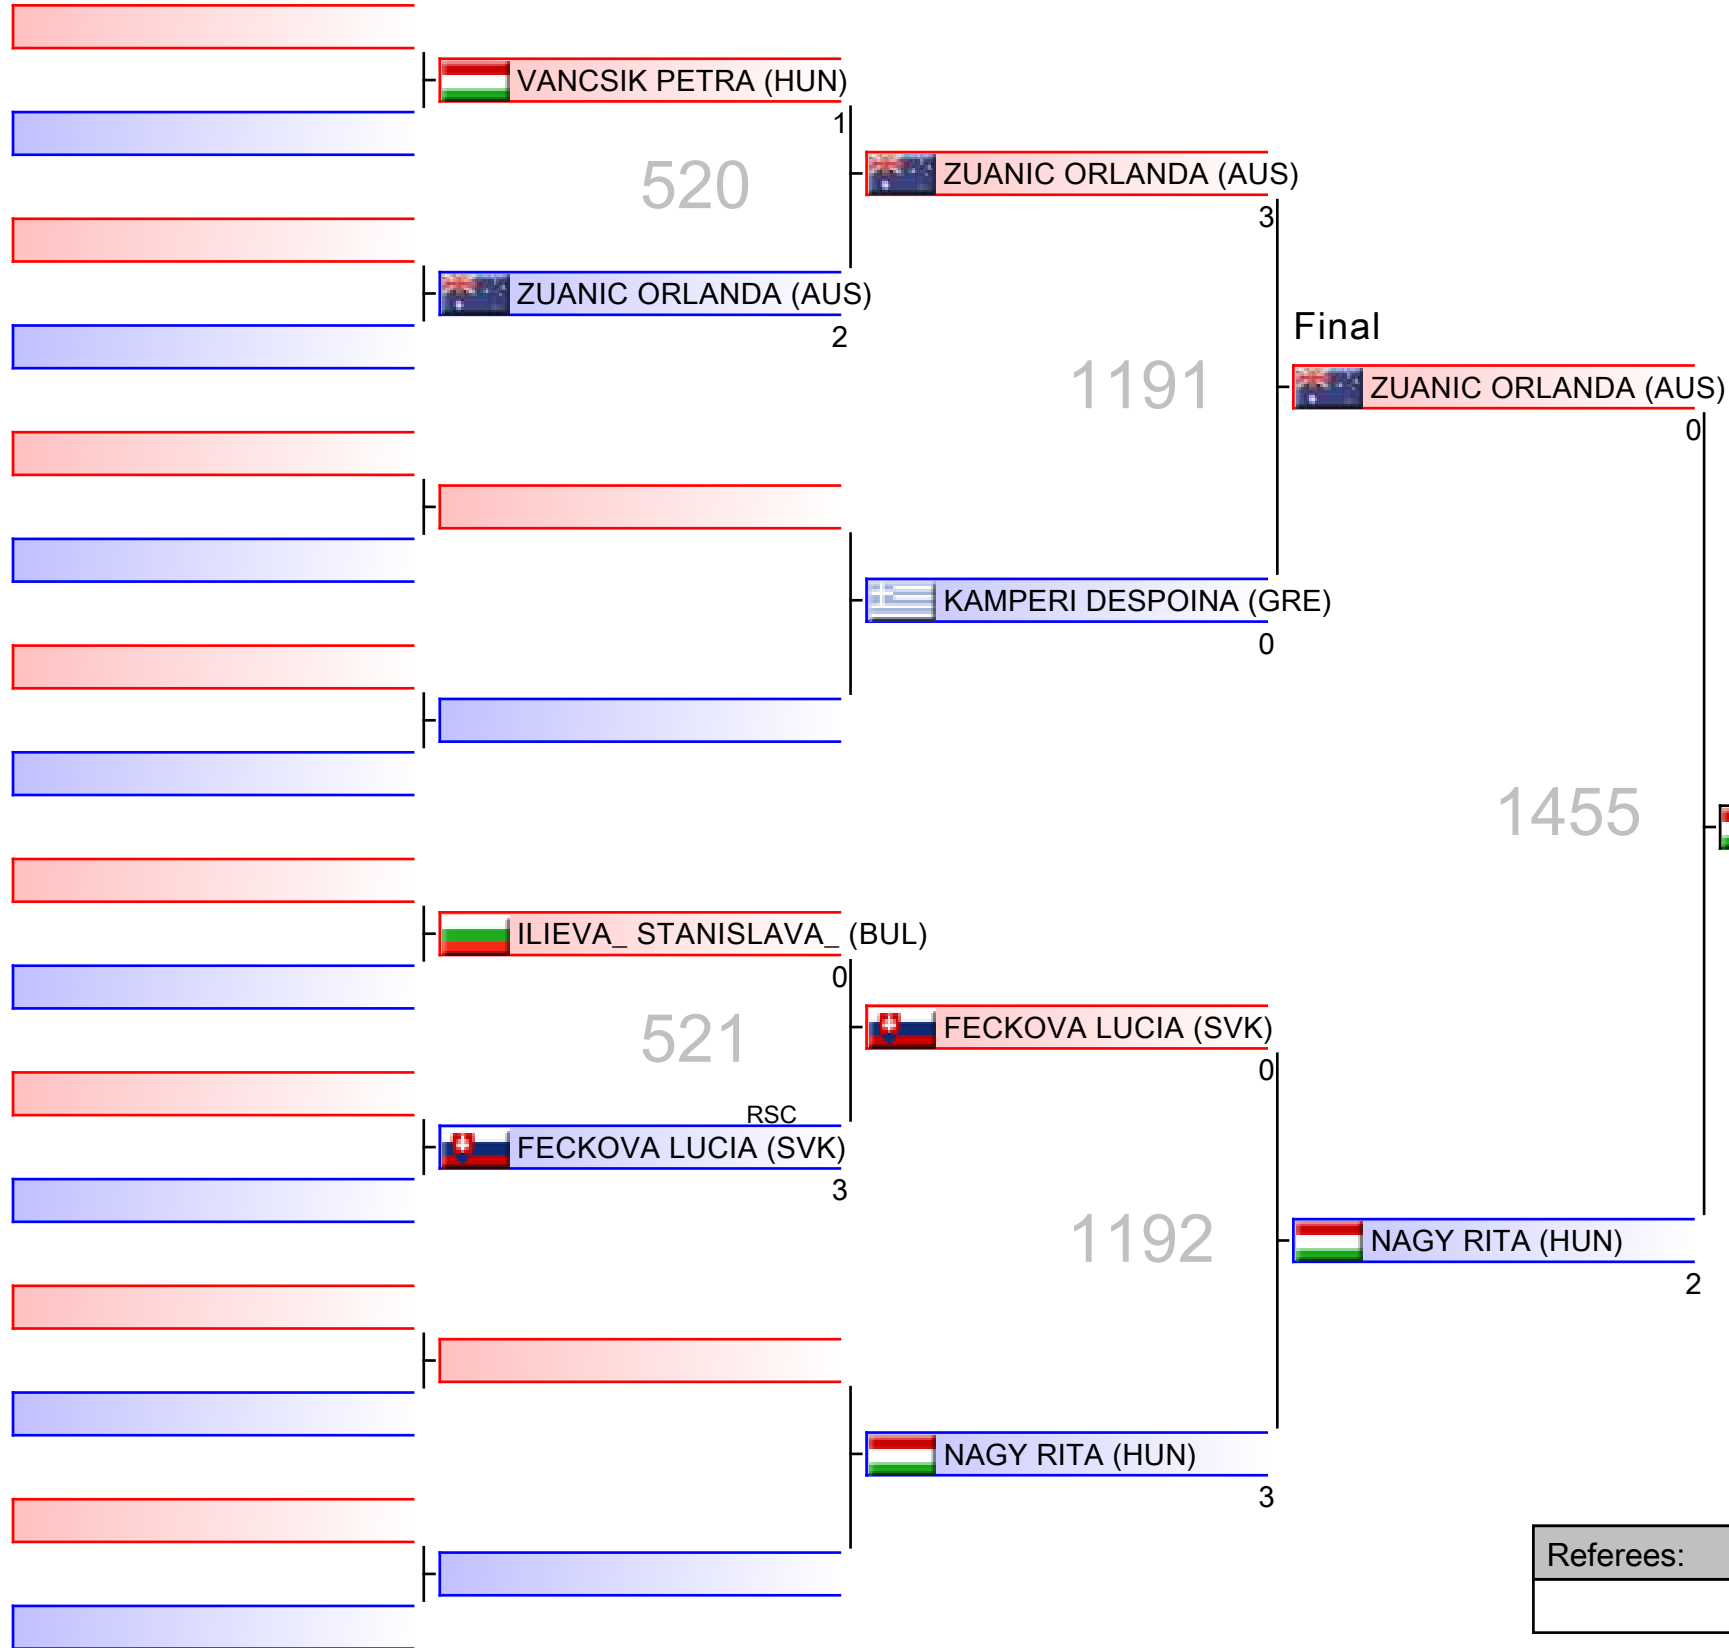 VANCSIK PETRA (HUN)
1
520
ZUANIC ORLANDA (AUS)
2
ZUANIC ORLANDA (AUS)
3
1191
KAMPERI DESPOINA (GRE)
0
Final
ZUANIC ORLANDA (AUS)
0
1455
ILIEVA_ STANISLAVA_ (BUL)
0
521
RSC
FECKOVA LUCIA (SVK)
3
FECKOVA LUCIA (SVK)
0
1192
NAGY RITA (HUN)
3
NAGY RITA (HUN)
2
Referees: